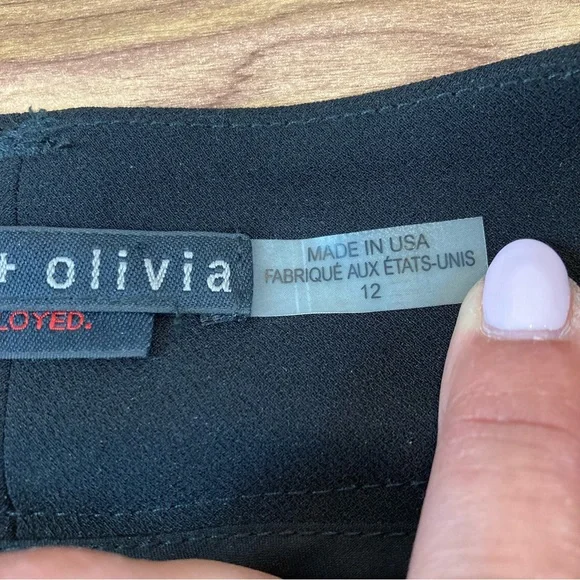 + olivia
LOYED.
MADE IN USA
FABRIQUÉ AUX ÉTATS-UNIS
12